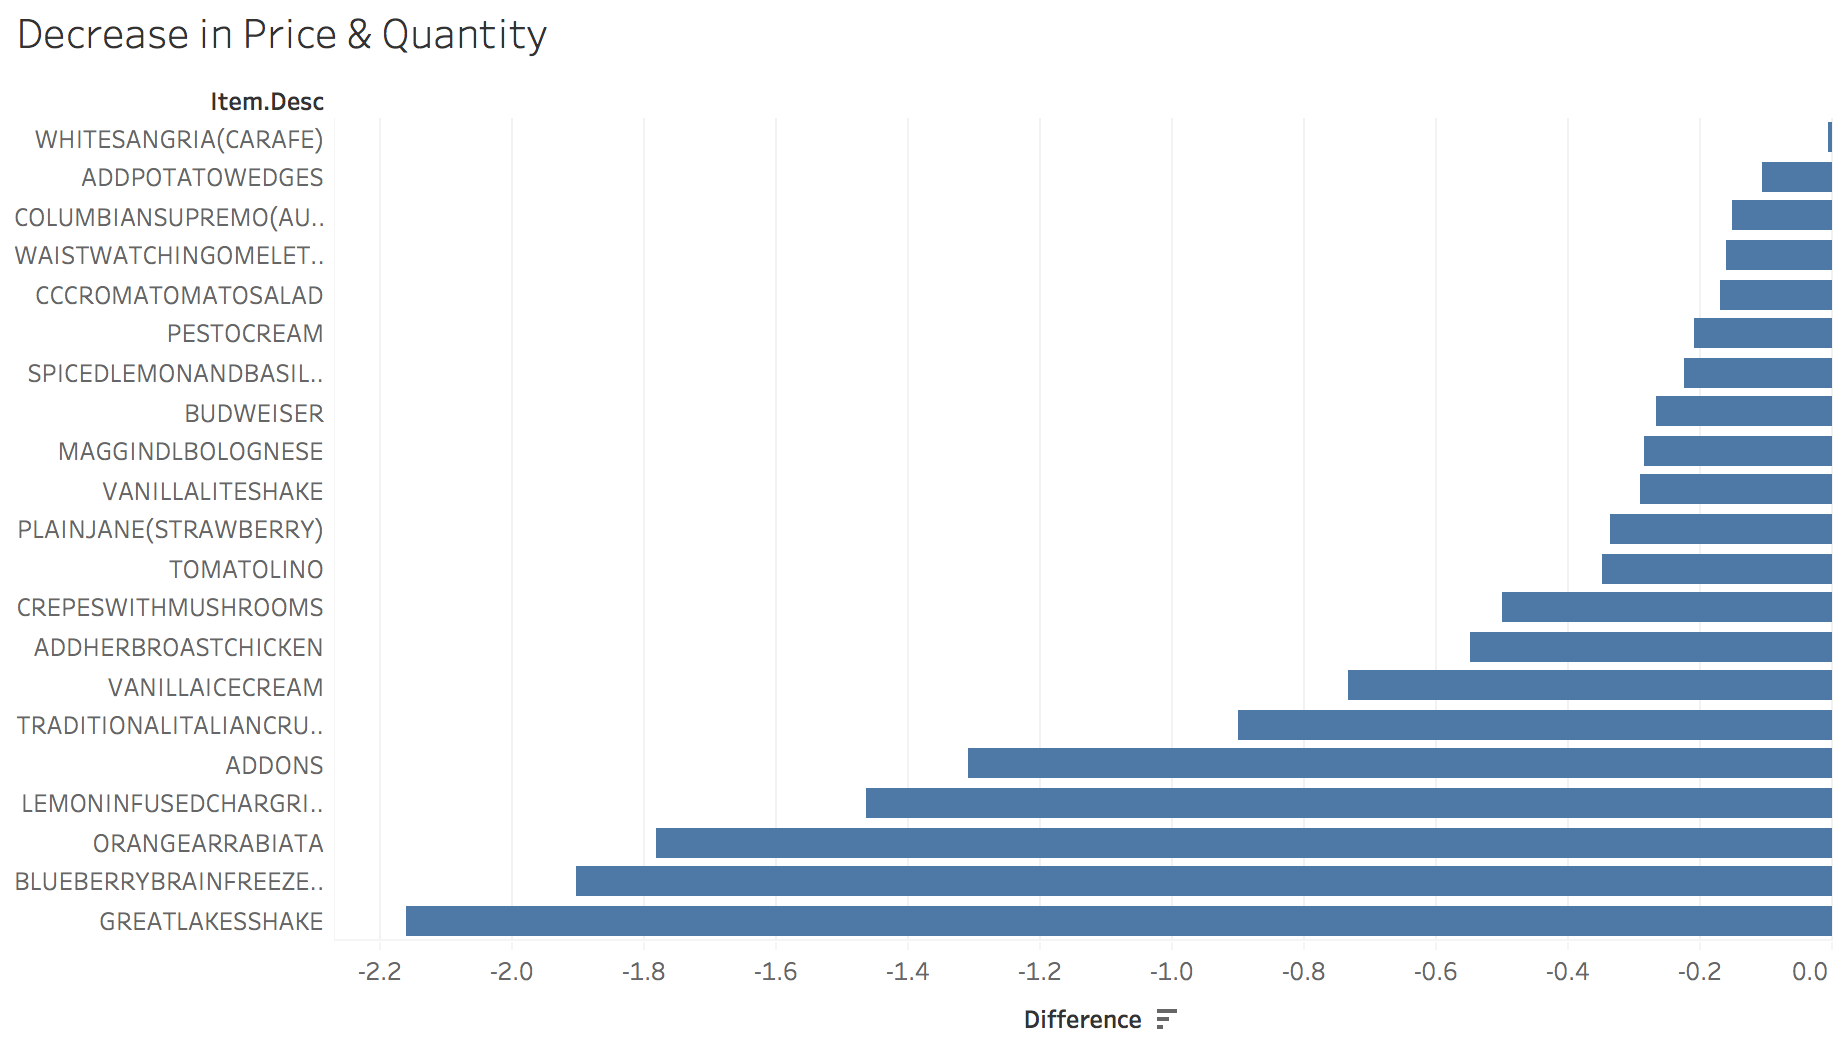 Decrease in Price & Quantity
Item.Desc
WHITESANGRIA(CARAFE)
ADDPOTATOWEDGES
COLUMBIANSUPREMO(AU..
WAISTWATCHINGOMELET..
CCCROMATOMATOSALAD
PESTOCREAM
SPICEDLEMONANDBASIL..
BUDWEISER
MAGGINDLBOLOGNESE
VANILLALITESHAKE
PLAINJANE(STRAWBERRY)
TOMATOLINO
CREPESWITHMUSHROOMS
ADDHERBROASTCHICKEN
VANILLAICECREAM
TRADITIONALITALIANCRU..
ADDONS
LEMONINFUSEDCHARGRI..
ORANGEARRABIATA
BLUEBERRYBRAINFREEZE..
GREATLAKESSHAKE
-2.2 -2.0 -1.8 -1.6 -1.4 -1.2 -1.0 -0.8 -0.6 -0.4 -0.2 0.0
Difference